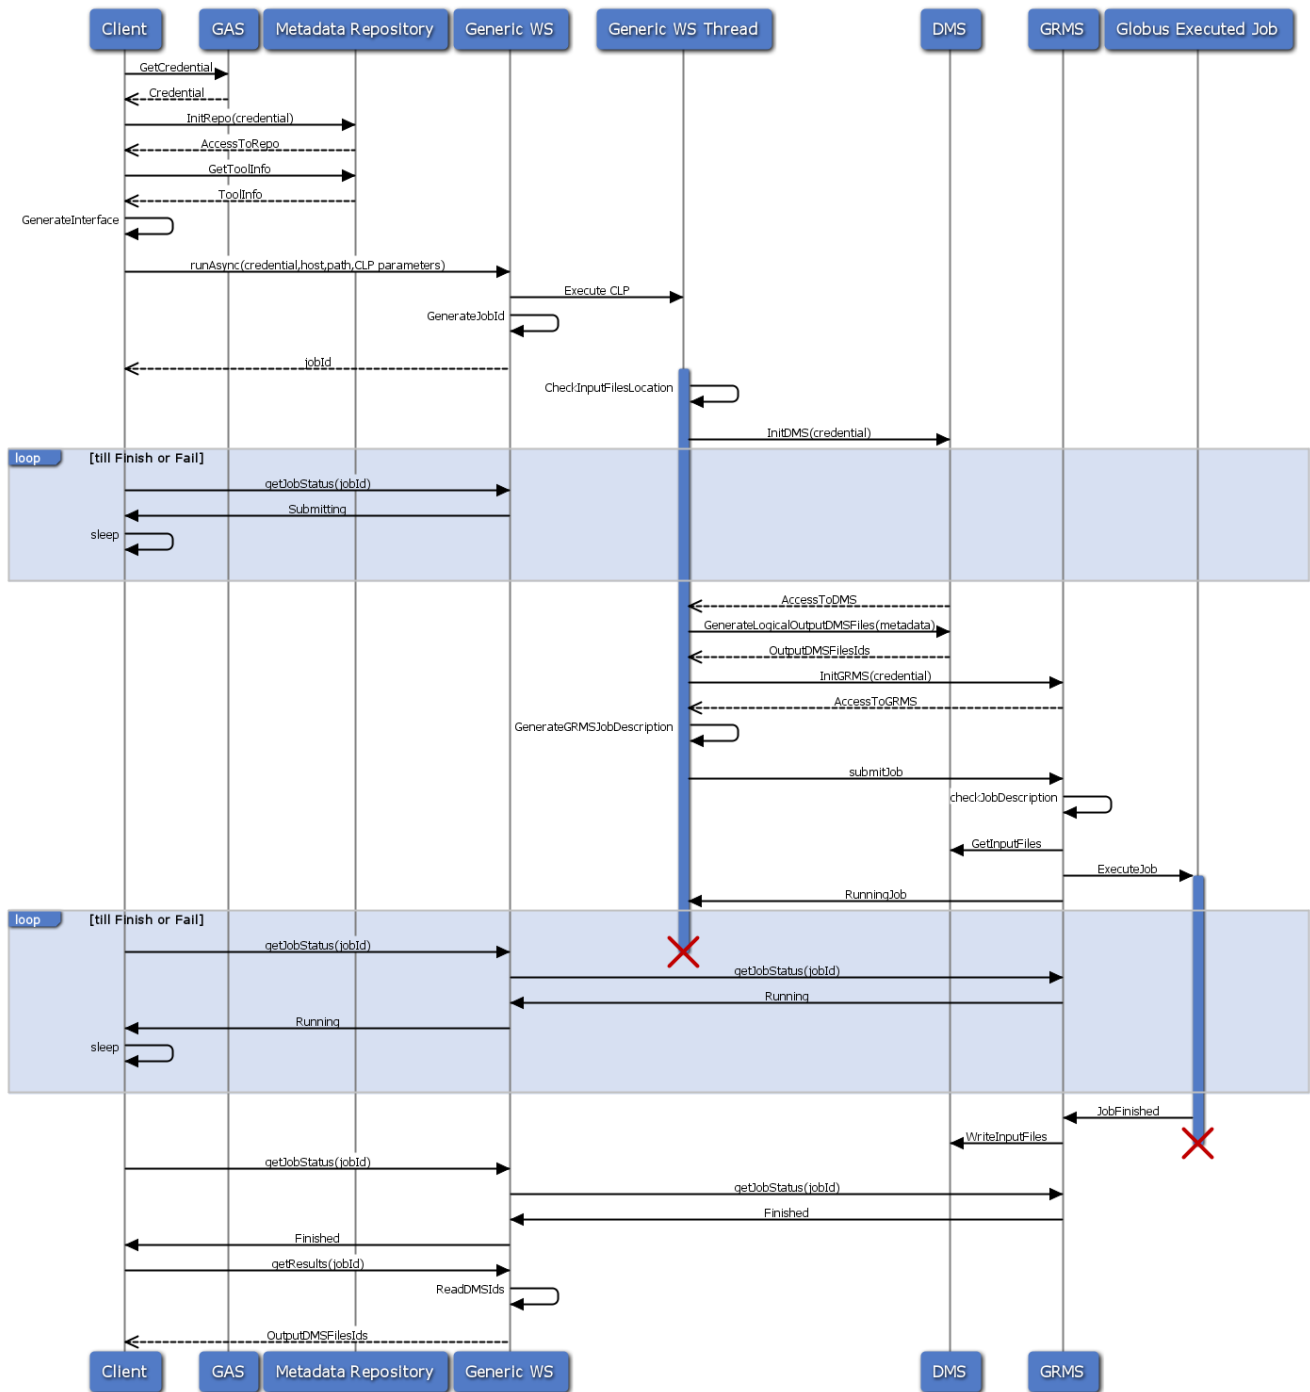 Client GAS Metadata Repository Generic WS Generic WS Thread DMS GRMS Globus Executed Job
GetCredential
Credential
InitRepo(credential)
AccessToRepo
GetToolInfo
ToolInfo
GenerateInterface
runAsync(credential,host,path,CLP parameters)
Execute CLP
GenerateJobId
jobId
CheckInputFilesLocation
InitDMS(credential)
loop [till Finish or Fail]
getJobStatus(jobId)
Submitting
sleep
AccessToDMS
GenerateLogicalOutputDMSFiles(metadata)
OutputDMSFilesIds
InitGRMS(credential)
AccessToGRMS
GenerateGRMSJobDescription
submitJob
checkJobDescription
GetInputFiles
ExecuteJob
RunningJob
loop [till Finish or Fail]
getJobStatus(jobId)
getJobStatus(jobId)
Running
Running
sleep
JobFinished
WriteInputFiles
getJobStatus(jobId)
getJobStatus(jobId)
Finished
Finished
getResults(jobId)
ReadDMSIds
OutputDMSFilesIds
Client GAS Metadata Repository Generic WS DMS GRMS